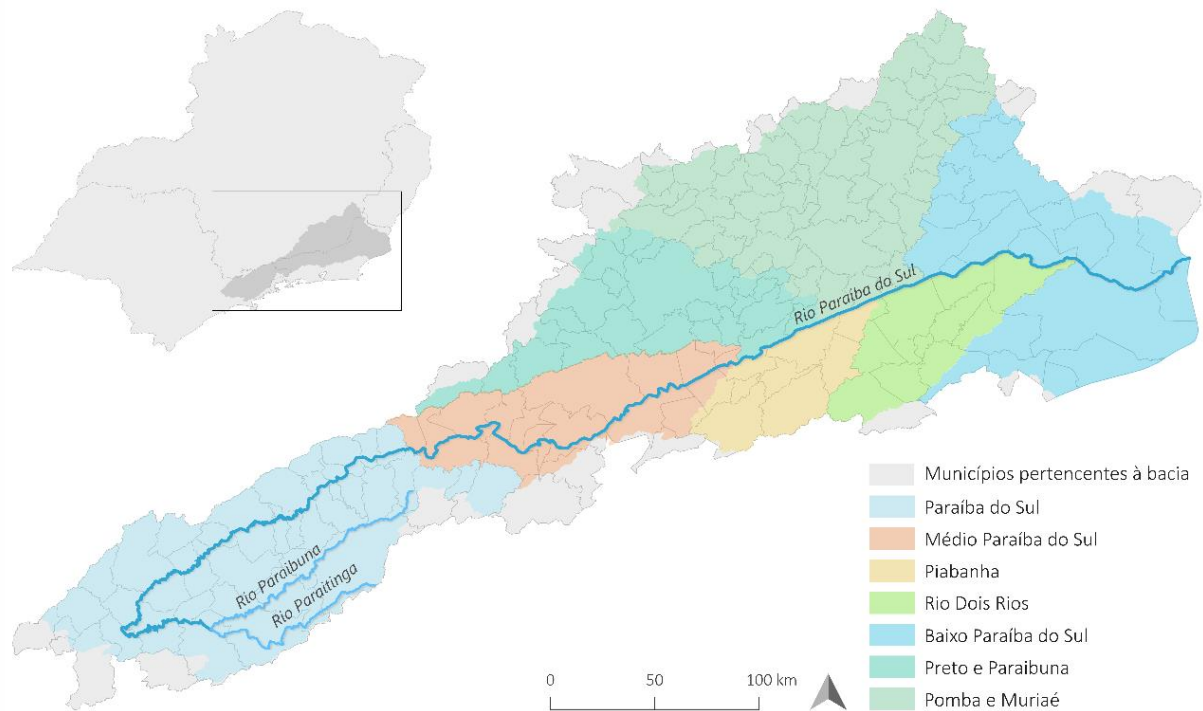 Rio Paraíba do Sul
Rio Paraibuna
Rio Paraitinga
Municípios pertencentes à bacia
Paraíba do Sul
Médio Paraíba do Sul
Piabanha
Rio Dois Rios
Baixo Paraíba do Sul
Preto e Paraibuna
Pomba e Muriaé
0 50 100 km